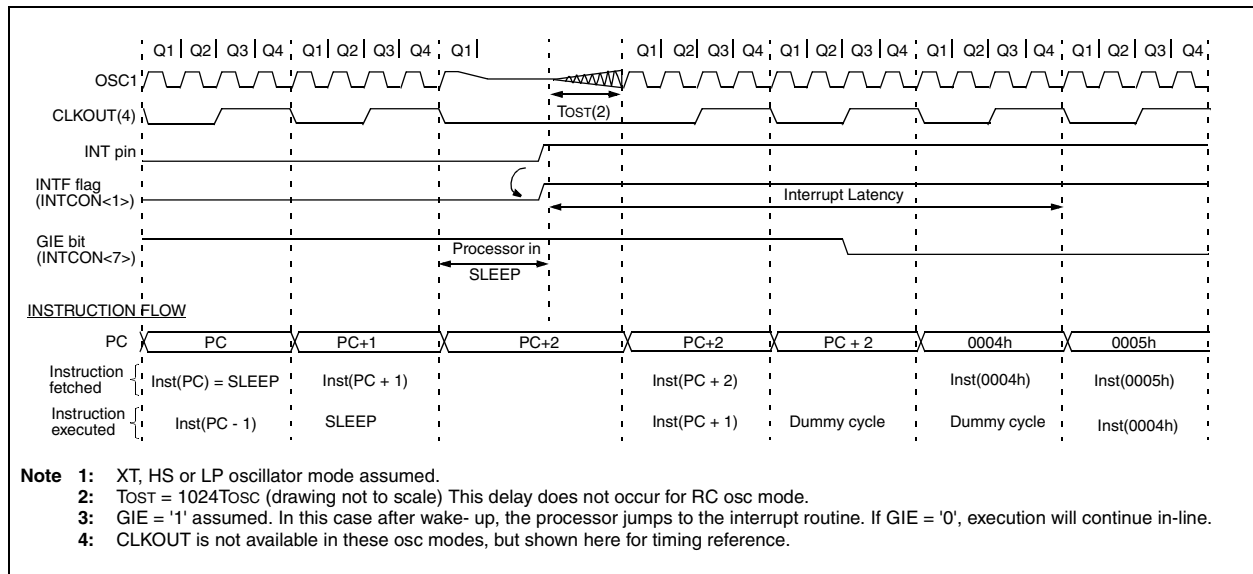 Q1 Q2 Q3 Q4 Q1 Q2 Q3 Q4 Q1 Q1 Q2 Q3 Q4 Q1 Q2 Q3 Q4 Q1 Q2 Q3 Q4 Q1 Q2 Q3 Q4
OSC1
CLKOUT(4)
TOST(2)
INT pin
INTF flag
(INTCON<1>)
Interrupt Latency
GIE bit
(INTCON<7>)
Processor in
SLEEP
INSTRUCTION FLOW
PC PC PC+1 PC+2 PC+2 PC + 2 0004h 0005h
Instruction
fetched
Inst(PC) = SLEEP Inst(PC + 1) Inst(PC + 2) Inst(0004h) Inst(0005h)
Instruction
executed
Inst(PC - 1) SLEEP Inst(PC + 1) Dummy cycle Dummy cycle Inst(0004h)
Note 1: XT, HS or LP oscillator mode assumed.
2: TOST = 1024TOSC (drawing not to scale) This delay does not occur for RC osc mode.
3: GIE = '1' assumed. In this case after wake- up, the processor jumps to the interrupt routine. If GIE = '0', execution will continue in-line.
4: CLKOUT is not available in these osc modes, but shown here for timing reference.